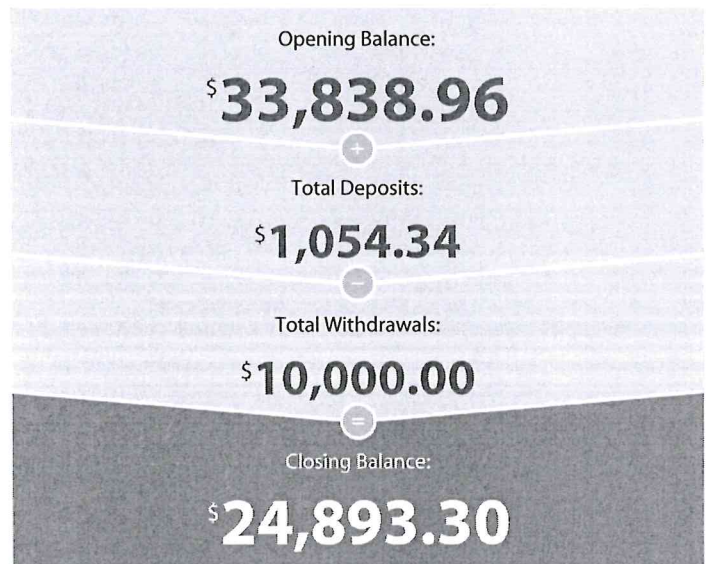 Opening Balance:
$33,838.96
+
Total Deposits:
$1,054.34
−
Total Withdrawals:
$10,000.00
=
Closing Balance:
$24,893.30